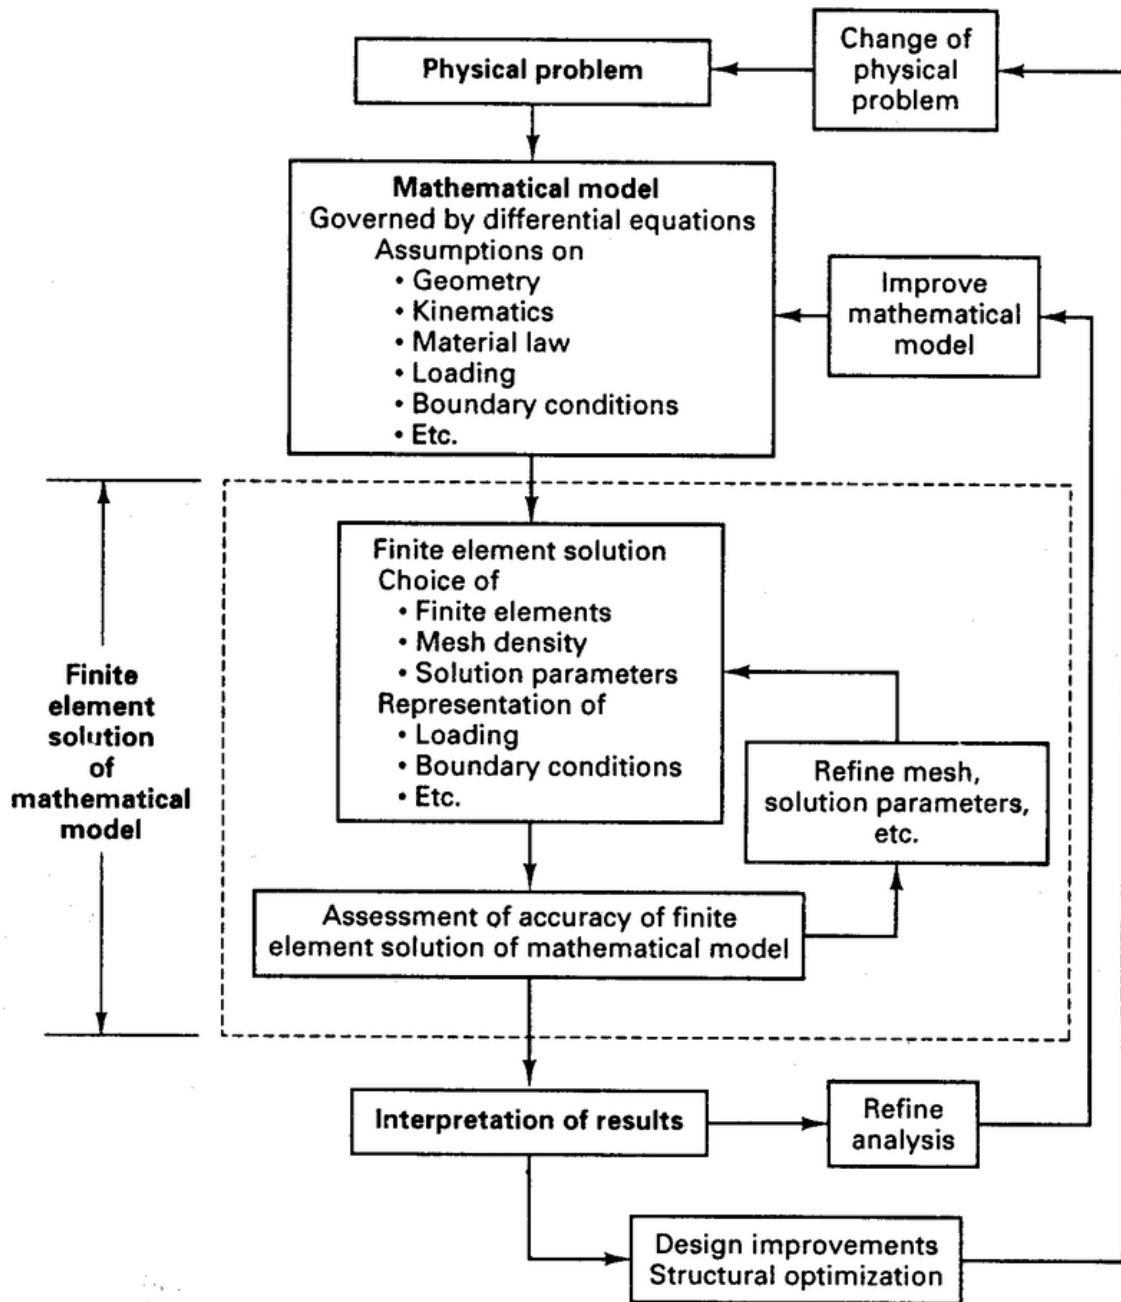 Physical problem
Change of
physical
problem
Mathematical model
Governed by differential equations
Assumptions on
• Geometry
• Kinematics
• Material law
• Loading
• Boundary conditions
• Etc.
Improve
mathematical
model
Finite element solution
Choice of
• Finite elements
• Mesh density
• Solution parameters
Representation of
• Loading
• Boundary conditions
• Etc.
Finite
element
solution
of
mathematical
model
Refine mesh,
solution parameters,
etc.
Assessment of accuracy of finite
element solution of mathematical model
Interpretation of results
Refine
analysis
Design improvements
Structural optimization